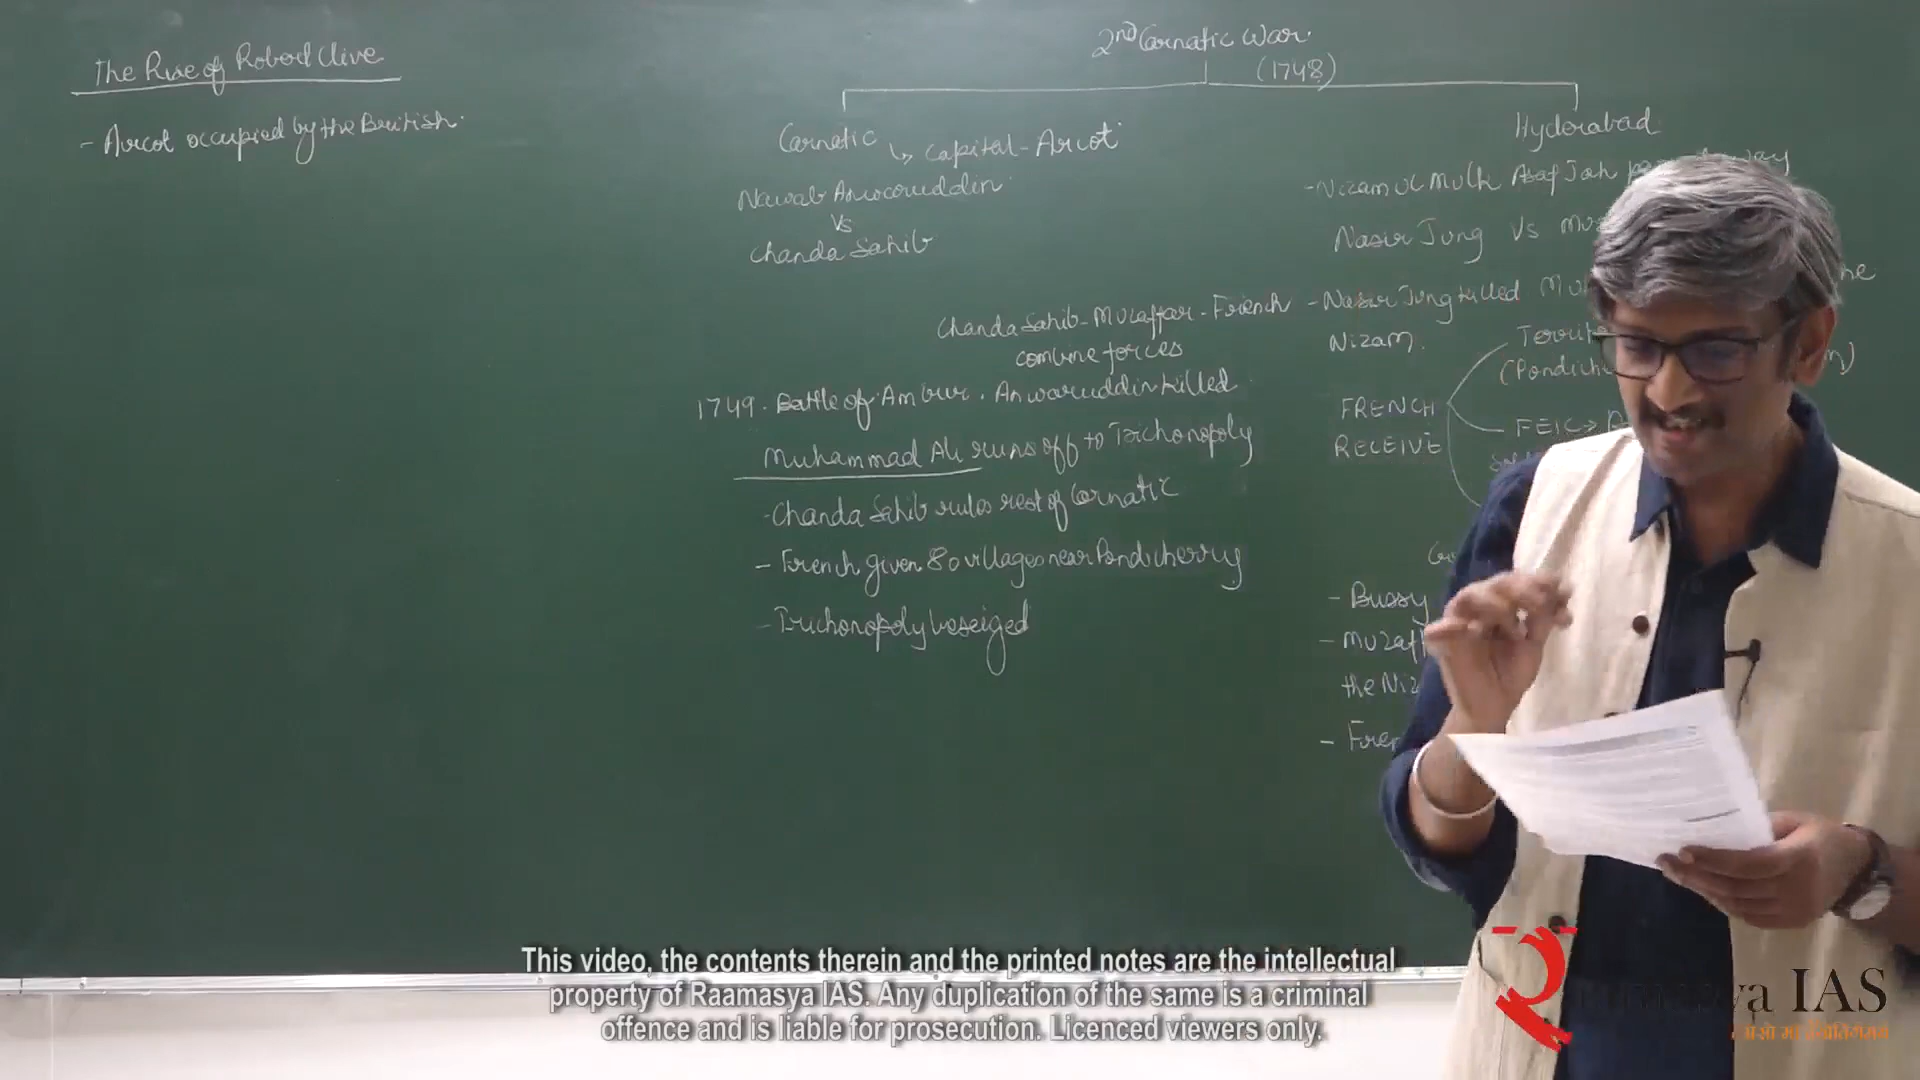 The Rise of Robert Clive
- Arcot occupied by the British.
2nd Carnatic War
(1748)
Carnatic
↳ capital - Arcot
Nawab Anwaruddin
Vs
Chanda Sahib
Chanda Sahib - Muzaffar - French
combine forces
1749. Battle of Ambur. Anwaruddin killed
Muhammad Ali runs off to Trichonopoly
- Chanda Sahib rules rest of Carnatic
- French given 80 villages near Pondicherry
- Trichonopoly beseiged
Hyderabad
- Nizam Ul Mulk Asaf Jah
Nasir Jung Vs
- Nasir Jung killed
Nizam.
FRENCH
RECEIVE
FEIC →
- Bussy
the
This video, the contents therein and the printed notes are the intellectual
property of Raamasya IAS. Any duplication of the same is a criminal
offence and is liable for prosecution. Licenced viewers only.
Raamasya IAS